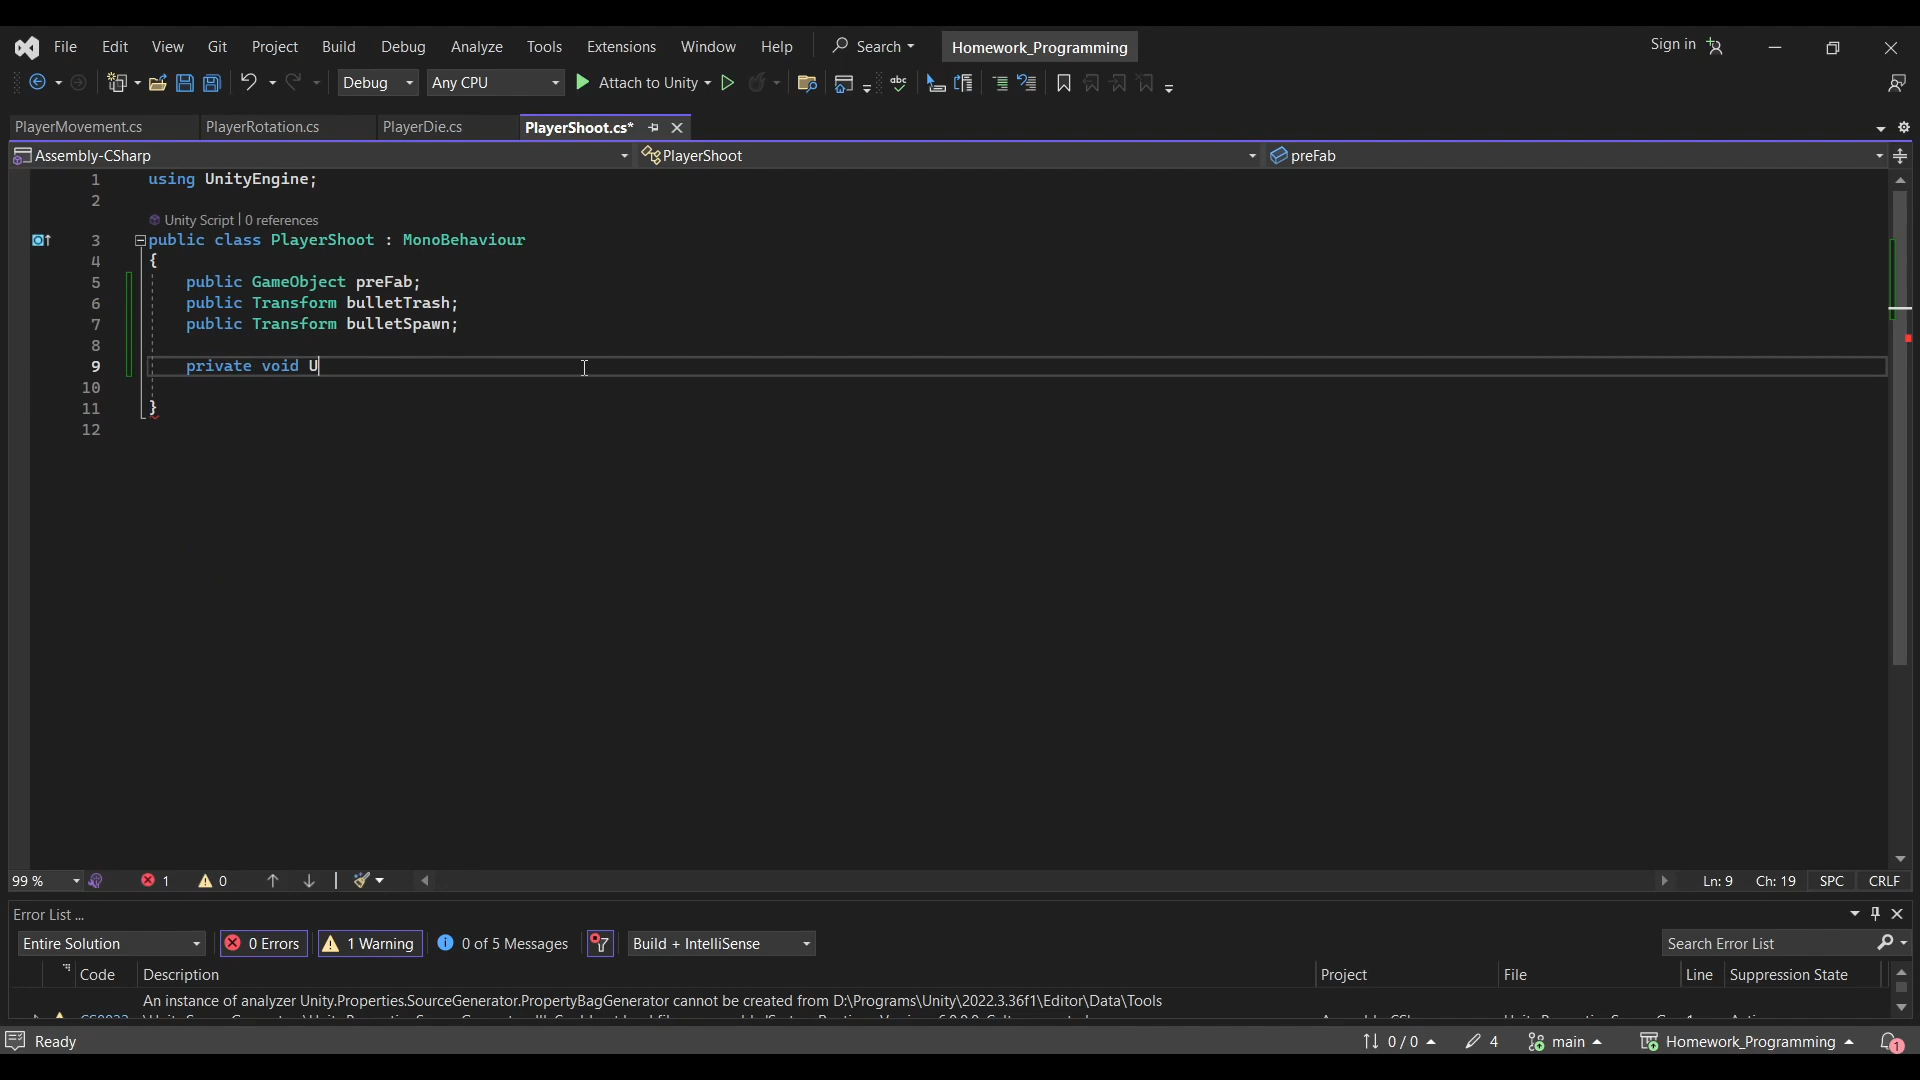 File Edit View Git Project Build Debug Analyze Tools Extensions Window Help Search Homework_Programming Sign in
Debug Any CPU Attach to Unity abc
PlayerMovement.cs PlayerRotation.cs PlayerDie.cs PlayerShoot.cs*
Assembly-CSharp PlayerShoot preFab
1 using UnityEngine;
2
Unity Script | 0 references
3 public class PlayerShoot : MonoBehaviour
4 {
5 public GameObject preFab;
6 public Transform bulletTrash;
7 public Transform bulletSpawn;
8
9 private void U
10
11 }
12
99 % 1 0 Ln: 9 Ch: 19 SPC CRLF
Error List ...
Entire Solution 0 Errors 1 Warning 0 of 5 Messages Build + IntelliSense Search Error List
Code Description Project File Line Suppression State
An instance of analyzer Unity.Properties.SourceGenerator.PropertyBagGenerator cannot be created from D:\Programs\Unity\2022.3.36f1\Editor\Data\Tools
Ready 0 / 0 4 main Homework_Programming 1